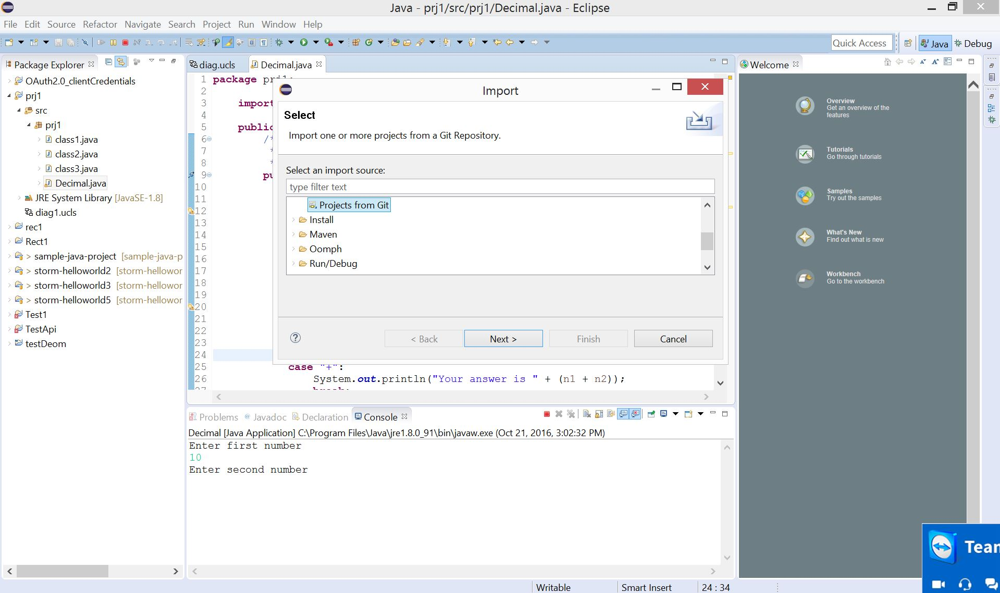 Java - prj1/src/prj1/Decimal.java - Eclipse
File Edit Source Refactor Navigate Search Project Run Window Help
Quick Access
Java
Debug
Package Explorer
OAuth2.0_clientCredentials
prj1
src
prj1
class1.java
class2.java
class3.java
Decimal.java
JRE System Library [JavaSE-1.8]
diag1.ucls
rec1
Rect1
> sample-java-project [sample-java-p
> storm-helloworld2 [storm-hellowor
> storm-helloworld3 [storm-hellowor
> storm-helloworld5 [storm-hellowor
Test1
TestApi
testDeom
diag.ucls
Decimal.java
1 package prj1;
2
3 import
4
5 public
6 /*
7 *
8 *
9 pu
10
11
12
13
14
15
16
17
18
19
20
21
22
23
24
25 case "+":
26 System.out.println("Your answer is " + (n1 + n2));
27 break;
Import
Select
Import one or more projects from a Git Repository.
Select an import source:
type filter text
Projects from Git
Install
Maven
Oomph
Run/Debug
?
< Back
Next >
Finish
Cancel
Problems @ Javadoc Declaration Console
Decimal [Java Application] C:\Program Files\Java\jre1.8.0_91\bin\javaw.exe (Oct 21, 2016, 3:02:32 PM)
Enter first number
10
Enter second number
Welcome
Overview
Get an overview of the
features
Tutorials
Go through tutorials
Samples
Try out the samples
What's New
Find out what is new
Workbench
Go to the workbench
Team
Writable
Smart Insert
24 : 34